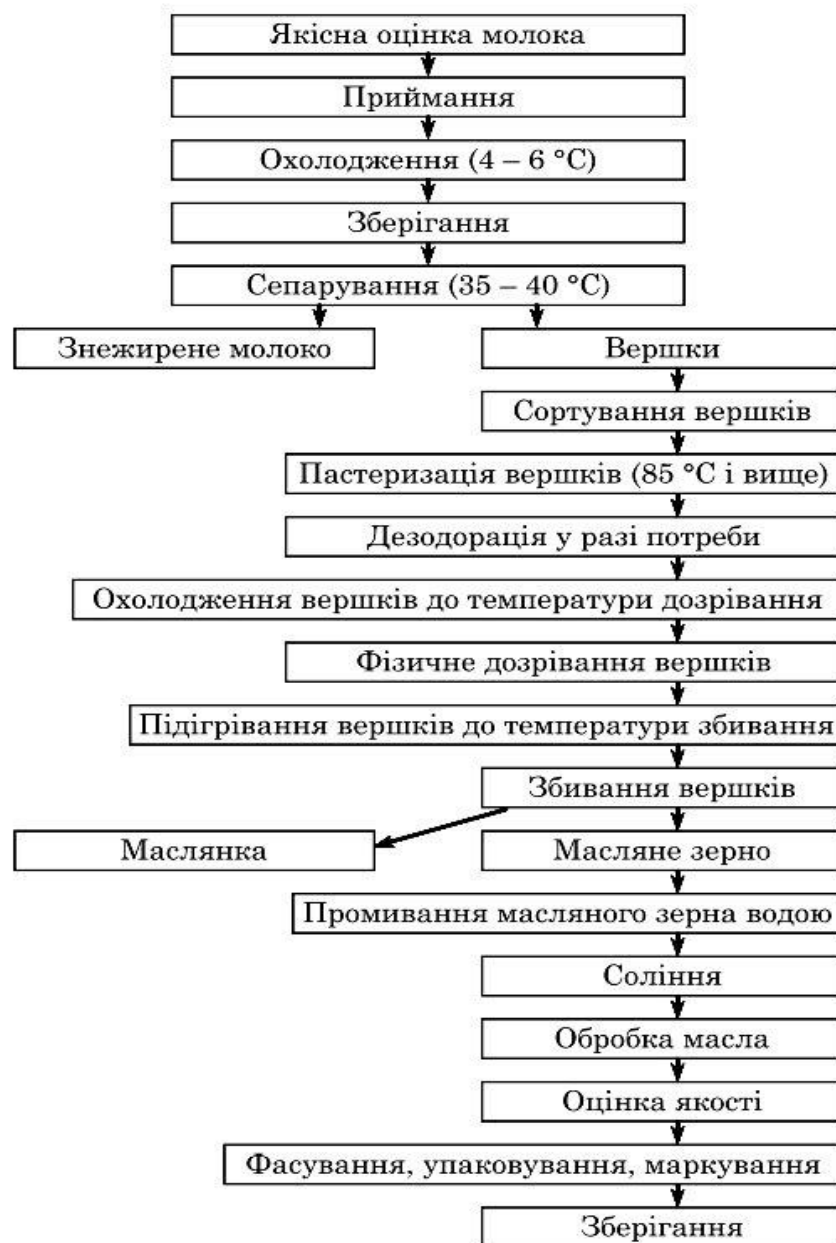 Якісна оцінка молока
Приймання
Охолодження (4 – 6 °С)
Зберігання
Сепарування (35 – 40 °С)
Знежирене молоко
Вершки
Сортування вершків
Пастеризація вершків (85 °С і вище)
Дезодорація у разі потреби
Охолодження вершків до температури дозрівання
Фізичне дозрівання вершків
Підігрівання вершків до температури збивання
Збивання вершків
Маслянка
Масляне зерно
Промивання масляного зерна водою
Соління
Обробка масла
Оцінка якості
Фасування, упаковування, маркування
Зберігання